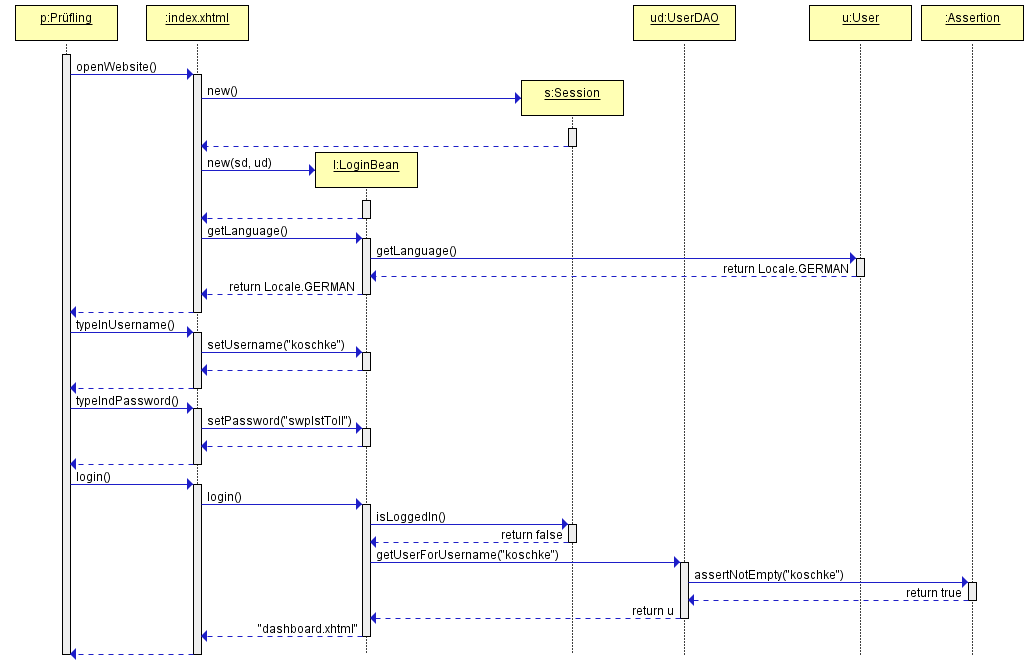 p:Prüfling
:index.xhtml
ud:UserDAO
u:User
:Assertion
openWebsite()
new()
s:Session
new(sd, ud)
l:LoginBean
getLanguage()
getLanguage()
return Locale.GERMAN
return Locale.GERMAN
typeInUsername()
setUsername("koschke")
typeIndPassword()
setPassword("swpIstToll")
login()
login()
isLoggedIn()
return false
getUserForUsername("koschke")
assertNotEmpty("koschke")
return true
return u
"dashboard.xhtml"